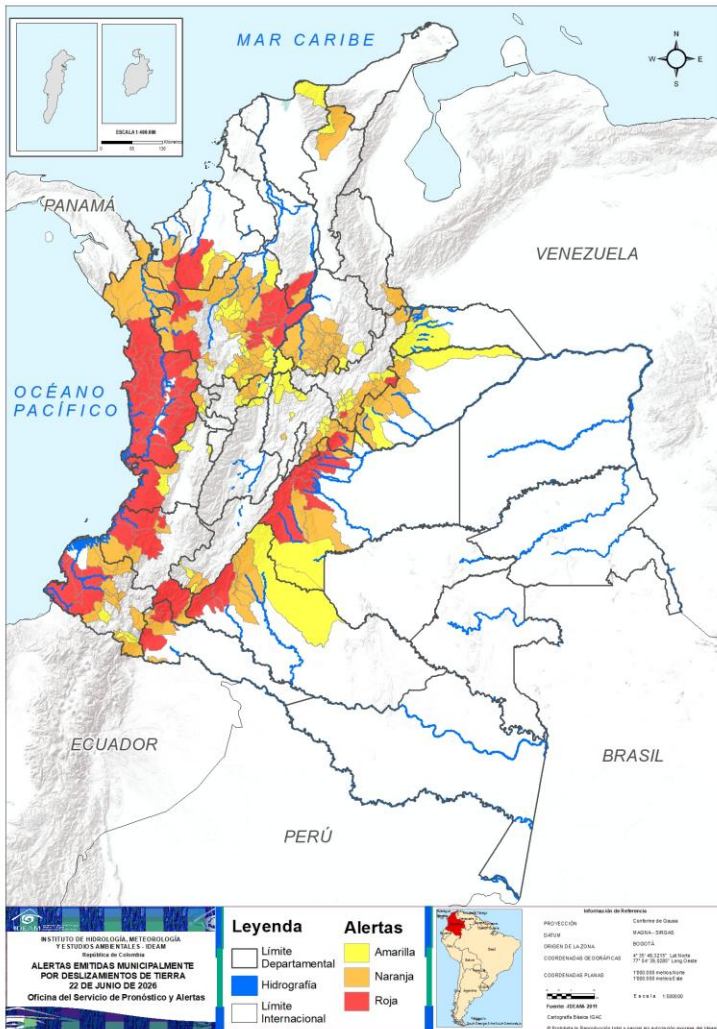 MAR CARIBE
N
W
E
S
ESCALA 1:400.000
PANAMÁ
VENEZUELA
OCÉANO
PACÍFICO
ECUADOR
BRASIL
PERÚ
IDEAM
INSTITUTO DE HIDROLOGÍA, METEOROLOGÍA
Y ESTUDIOS AMBIENTALES - IDEAM
República de Colombia
ALERTAS EMITIDAS MUNICIPALMENTE
POR DESLIZAMIENTOS DE TIERRA
22 DE JUNIO DE 2026
Oficina del Servicio de Pronóstico y Alertas
Leyenda
Límite
Departamental
Hidrografía
Límite
Internacional
Alertas
Amarilla
Naranja
Roja
Información de Referencia
PROYECCIÓN
Conforme de Gauss
DATUM
MAGNA - SIRGAS
ORIGEN DE LA ZONA
BOGOTÁ
COORDENADAS GEOGRÁFICAS
COORDENADAS PLANAS
Escala
Cartografía Básica IGAC